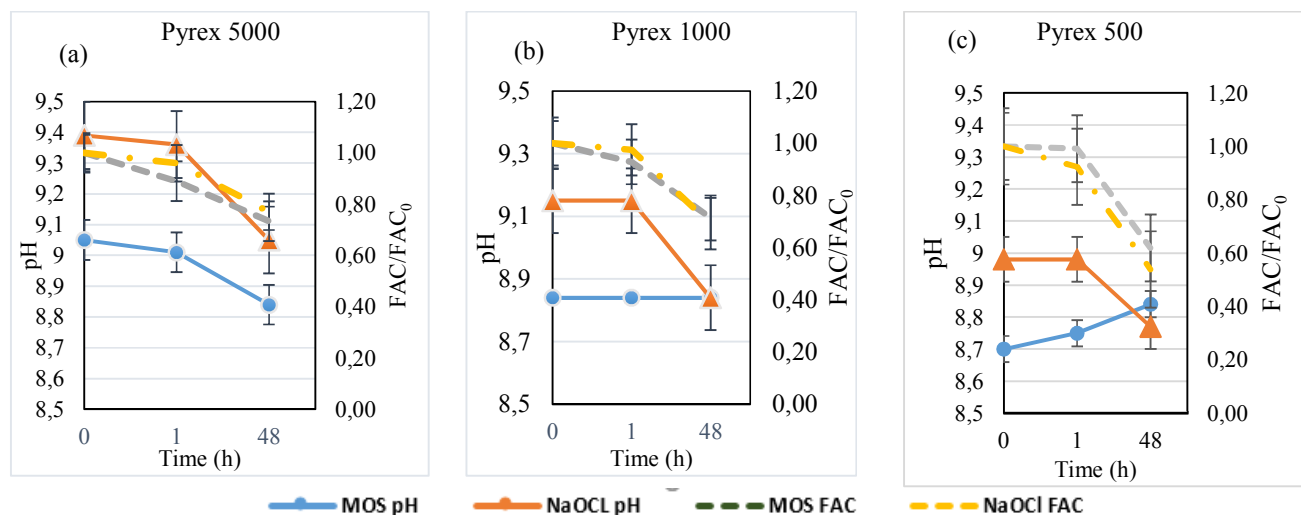 Pyrex 5000
(a)
9,5
9,4
9,3
9,2
9,1
9
8,9
8,8
8,7
8,6
8,5
pH
1,20
1,00
0,80
0,60
0,40
0,20
0,00
FAC/FAC0
0 1 48
Time (h)
Pyrex 1000
(b)
9,5
9,3
9,1
8,9
8,7
8,5
pH
1,20
1,00
0,80
0,60
0,40
0,20
0,00
FAC/FAC0
0 1 48
Time (h)
Pyrex 500
(c)
9,5
9,4
9,3
9,2
9,1
9
8,9
8,8
8,7
8,6
8,5
pH
1,20
1,00
0,80
0,60
0,40
0,20
0,00
FAC/FAC0
0 1 48
Time (h)
MOS pH NaOCL pH MOS FAC NaOCl FAC